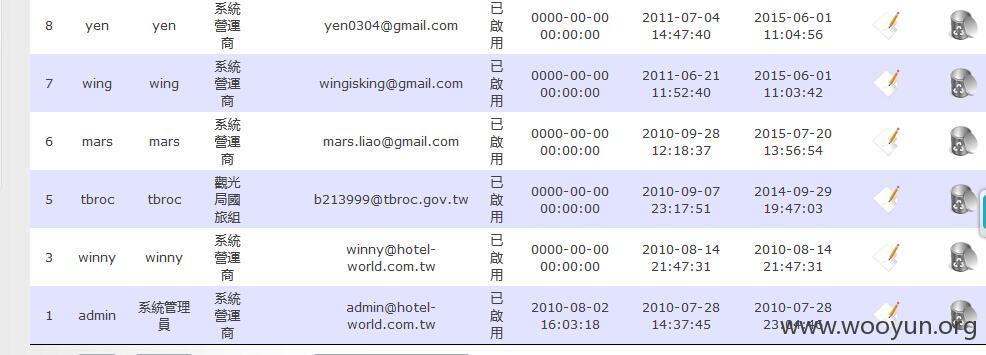 8 yen yen 系統營運商 yen0304@gmail.com 已啟用 0000-00-00 00:00:00 2011-07-04 14:47:40 2015-06-01 11:04:56
7 wing wing 系統營運商 wingisking@gmail.com 已啟用 0000-00-00 00:00:00 2011-06-21 11:52:40 2015-06-01 11:03:42
6 mars mars 系統營運商 mars.liao@gmail.com 已啟用 0000-00-00 00:00:00 2010-09-28 12:18:37 2015-07-20 13:56:54
5 tbroc tbroc 觀光局國旅組 b213999@tbroc.gov.tw 已啟用 0000-00-00 00:00:00 2010-09-07 23:17:51 2014-09-29 19:47:03
3 winny winny 系統營運商 winny@hotel-world.com.tw 已啟用 0000-00-00 00:00:00 2010-08-14 21:47:31 2010-08-14 21:47:31
1 admin 系統管理員 系統營運商 admin@hotel-world.com.tw 已啟用 2010-08-02 16:03:18 2010-07-28 14:37:45 2010-07-28
www.wooyun.org